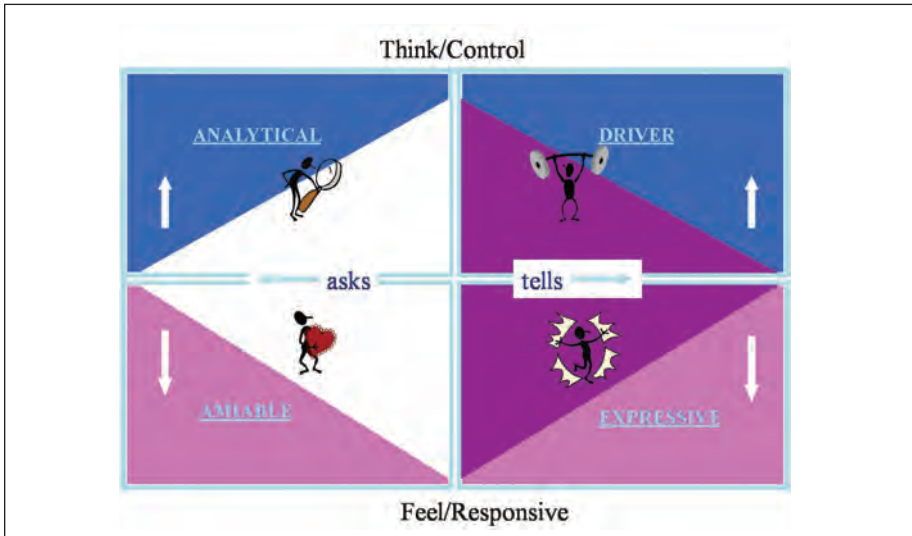 Think/Control
ANALYTICAL
DRIVER
asks
tells
AMIABLE
EXPRESSIVE
Feel/Responsive